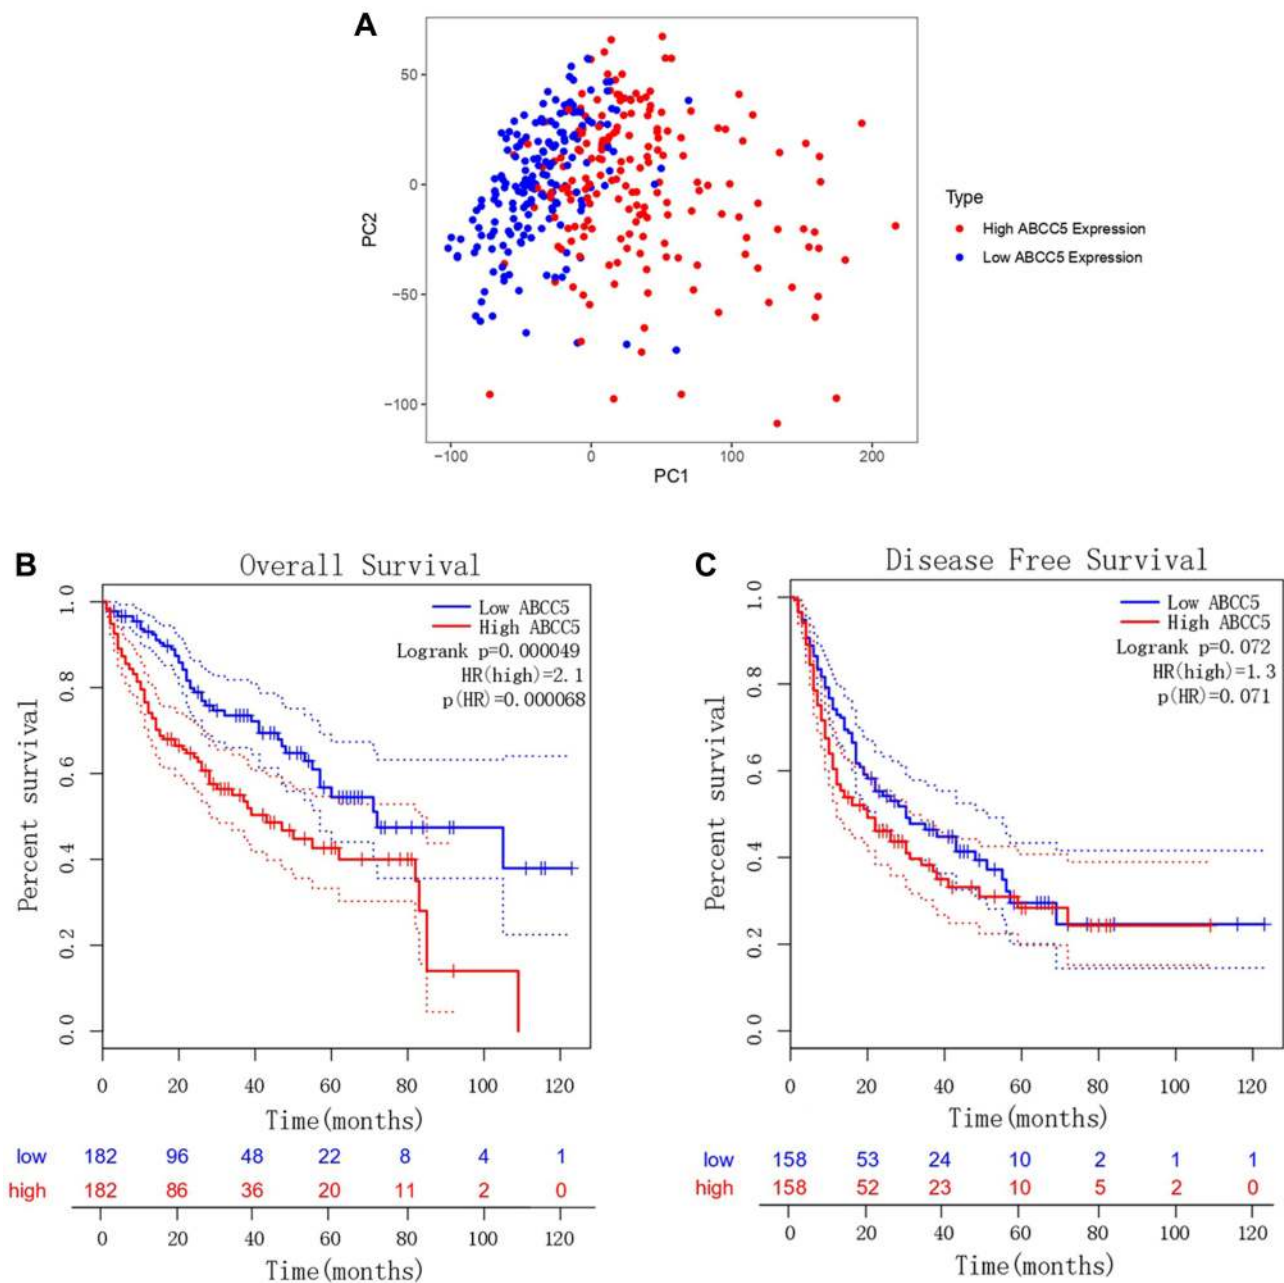 A
50
0
−50
−100
PC2
−100 0 100 200
PC1
Type
High ABCC5 Expression
Low ABCC5 Expression
B
Overall Survival
Low ABCC5
High ABCC5
Logrank p=0.000049
HR(high)=2.1
p(HR)=0.000068
Percent survival
1.0
0.8
0.6
0.4
0.2
0.0
0 20 40 60 80 100 120
Time(months)
low 182 96 48 22 8 4 1
high 182 86 36 20 11 2 0
0 20 40 60 80 100 120
Time(months)
C
Disease Free Survival
Low ABCC5
High ABCC5
Logrank p=0.072
HR(high)=1.3
p(HR)=0.071
Percent survival
1.0
0.8
0.6
0.4
0.2
0.0
0 20 40 60 80 100 120
Time(months)
low 158 53 24 10 2 1 1
high 158 52 23 10 5 2 0
0 20 40 60 80 100 120
Time(months)